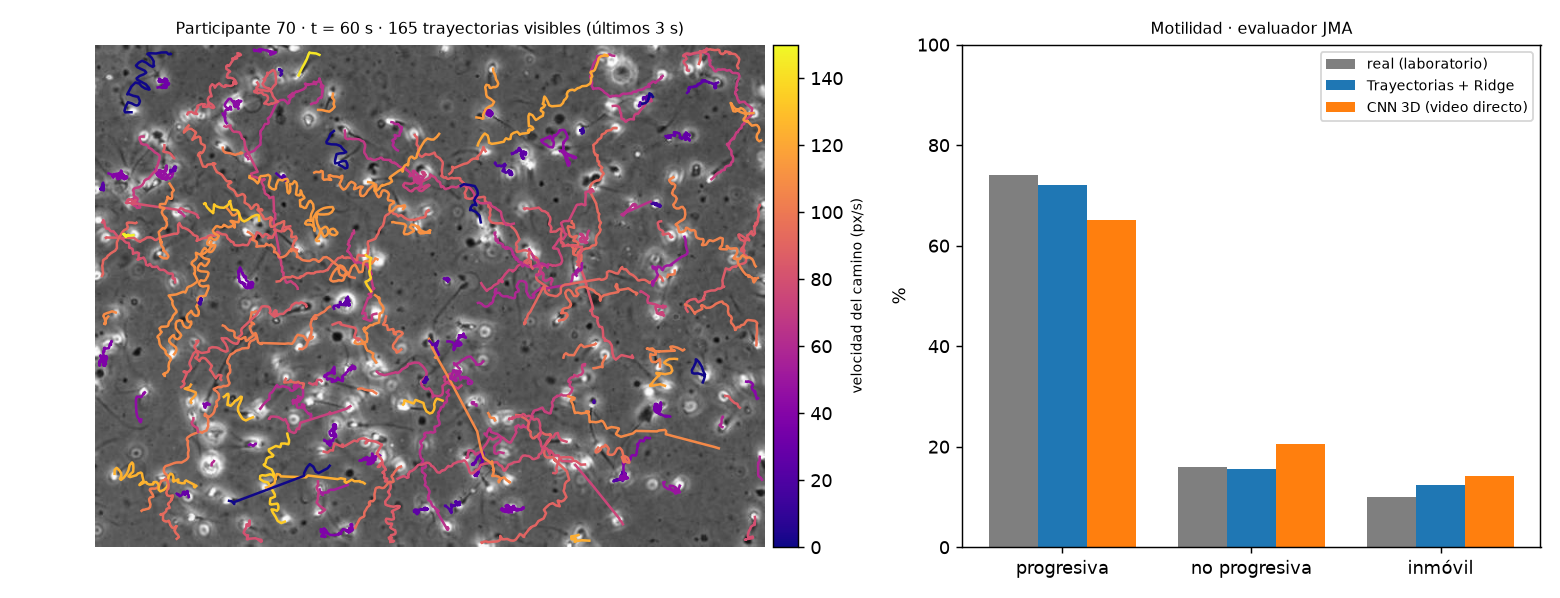 Participante 70 · t = 60 s · 165 trayectorias visibles (últimos 3 s)
140
120
100
80
60
40
20
0
velocidad del camino (px/s)
Motilidad · evaluador JMA
100
80
60
40
20
0
%
real (laboratorio)
Trayectorias + Ridge
CNN 3D (video directo)
progresiva
no progresiva
inmóvil